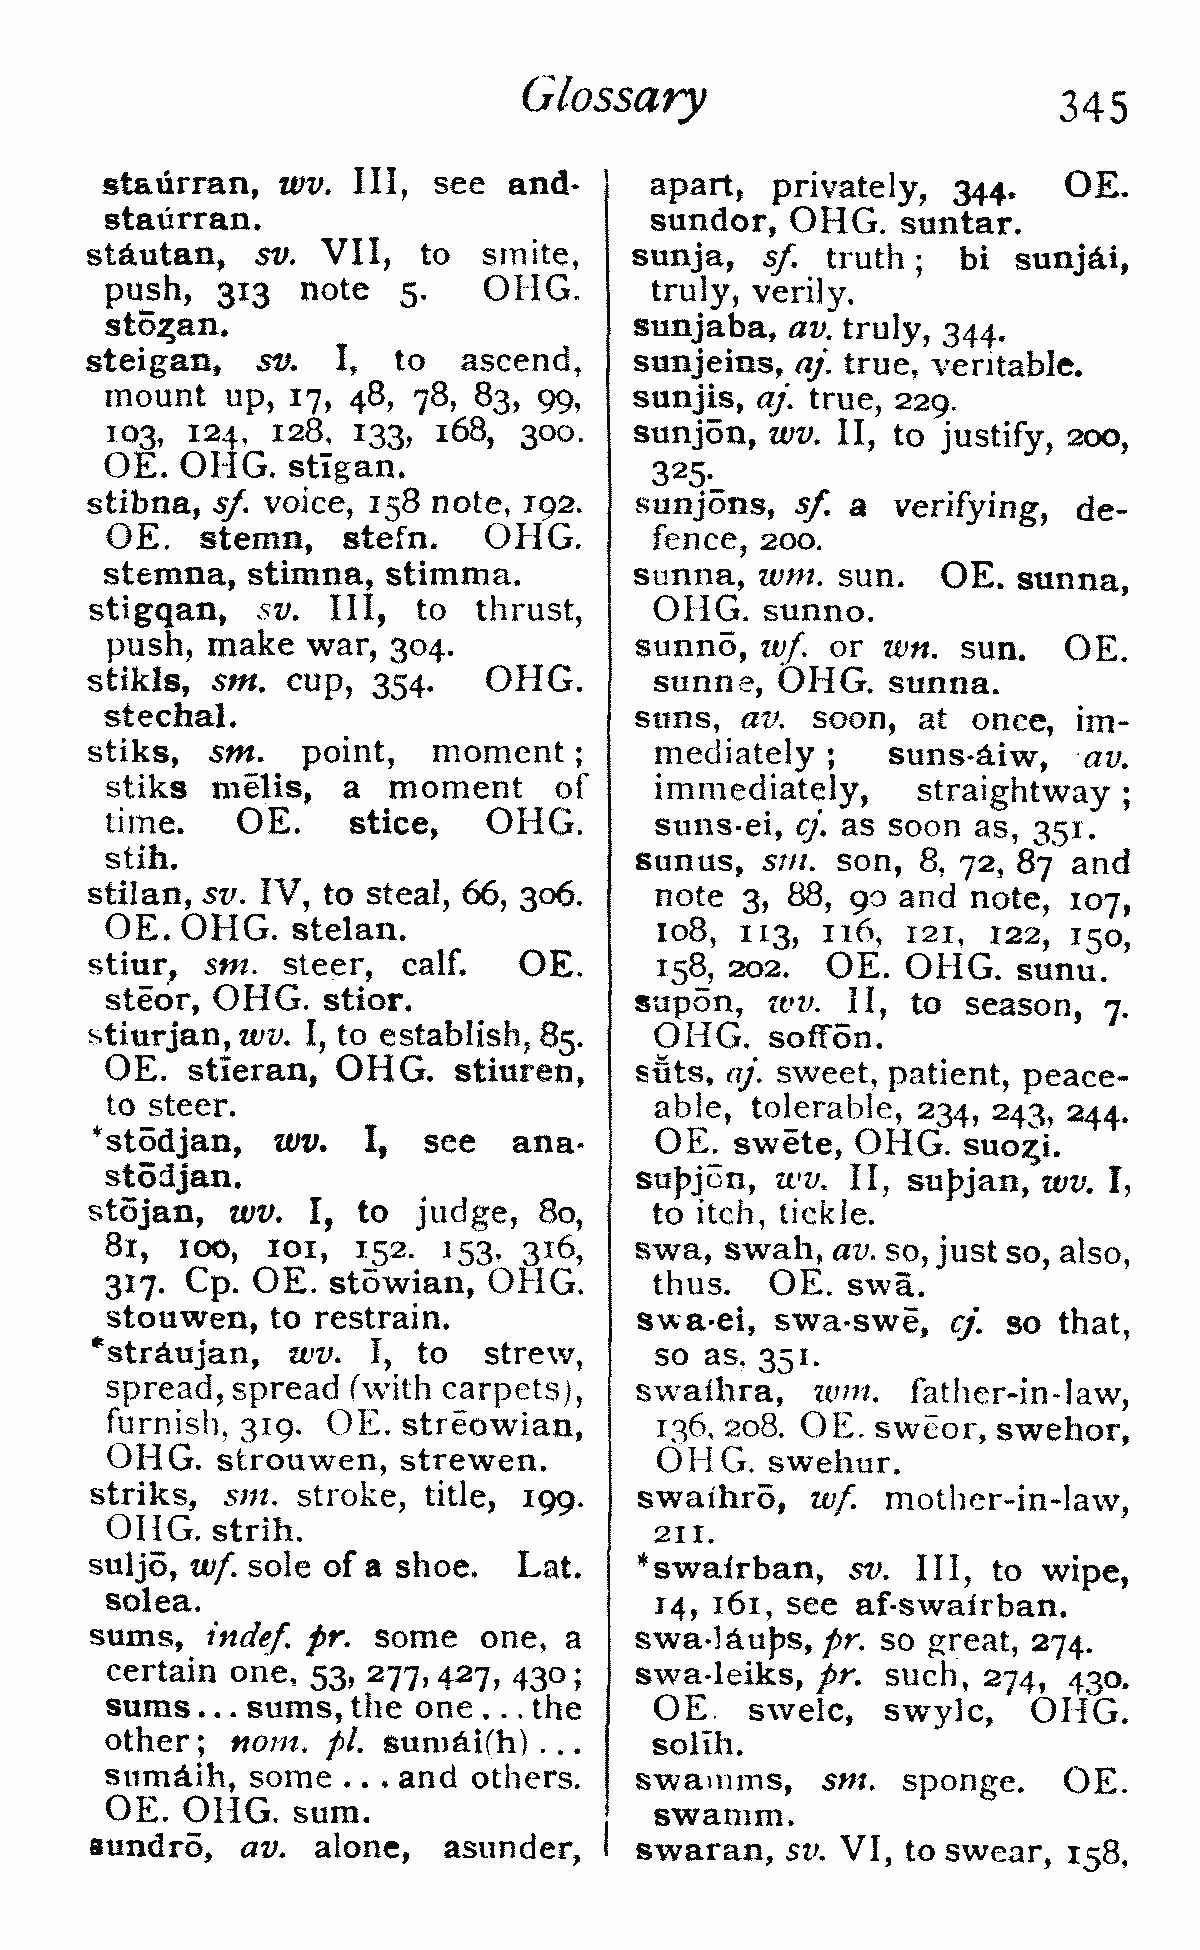 Glossary
345
staúrran, wv. III, see and-
staúrran.
stáutan, sv. VII, to smite,
push, 313 note 5. OHG.
stōȥan.
steigan, sv. I, to ascend,
mount up, 17, 48, 78, 83, 99,
103, 124, 128, 133, 168, 300.
OE. OHG. stīgan.
stibna, sf. voice, 158 note, 192.
OE. stemn, stefn. OHG.
stemna, stimna, stimma.
stigqan, sv. III, to thrust,
push, make war, 304.
stikls, sm. cup, 354. OHG.
stechal.
stiks, sm. point, moment;
stiks mēlis, a moment of
time. OE. stice, OHG.
stih.
stilan, sv. IV, to steal, 66, 306.
OE. OHG. stelan.
stiur, sm. steer, calf. OE.
stēor, OHG. stior.
stiurjan, wv. I, to establish, 85.
OE. stīeran, OHG. stiuren,
to steer.
*stōdjan, wv. I, see ana-
stōdjan.
stōjan, wv. I, to judge, 80,
81, 100, 101, 152, 153, 316,
317. Cp. OE. stōwian, OHG.
stouwen, to restrain.
*stráujan, wv. I, to strew,
spread, spread (with carpets),
furnish, 319. OE. strēowian,
OHG. strouwen, strewen.
striks, sm. stroke, title, 199.
OHG. strih.
suljō, wf. sole of a shoe. Lat.
solea.
sums, indef. pr. some one, a
certain one, 53, 277, 427, 430;
sums... sums, the one... the
other; nom. pl. sumái(h)...
sumáih, some... and others.
OE. OHG. sum.
sundrō, av. alone, asunder,
apart, privately, 344. OE.
sundor, OHG. suntar.
sunja, sf. truth; bi sunjái,
truly, verily.
sunjaba, av. truly, 344.
sunjeins, aj. true, veritable.
sunjis, aj. true, 229.
sunjōn, wv. II, to justify, 200,
325.
sunjōns, sf. a verifying, de-
fence, 200.
sunna, wm. sun. OE. sunna,
OHG. sunno.
sunnō, wf. or wn. sun. OE.
sunne, OHG. sunna.
suns, av. soon, at once, im-
mediately; suns-áiw, av.
immediately, straightway;
suns-ei, cj. as soon as, 351.
sunus, sm. son, 8, 72, 87 and
note 3, 88, 90 and note, 107,
108, 113, 116, 121, 122, 150,
158, 202. OE. OHG. sunu.
supōn, wv. II, to season, 7.
OHG. soffōn.
sū̆ts, aj. sweet, patient, peace-
able, tolerable, 234, 243, 244.
OE. swēte, OHG. suoȥi.
suþjōn, wv. II, suþjan, wv. I,
to itch, tickle.
swa, swah, av. so, just so, also,
thus. OE. swā.
swa-ei, swa-swē, cj. so that,
so as, 351.
swaíhra, wm. father-in-law,
136, 208. OE. swēor, swehor,
OHG. swehur.
swaíhrō, wf. mother-in-law,
211.
*swaírban, sv. III, to wipe,
14, 161, see af-swaírban.
swa-láuþs, pr. so great, 274.
swa-leiks, pr. such, 274, 430.
OE. swelc, swylc, OHG.
solīh.
swamms, sm. sponge. OE.
swamm.
swaran, sv. VI, to swear, 158,